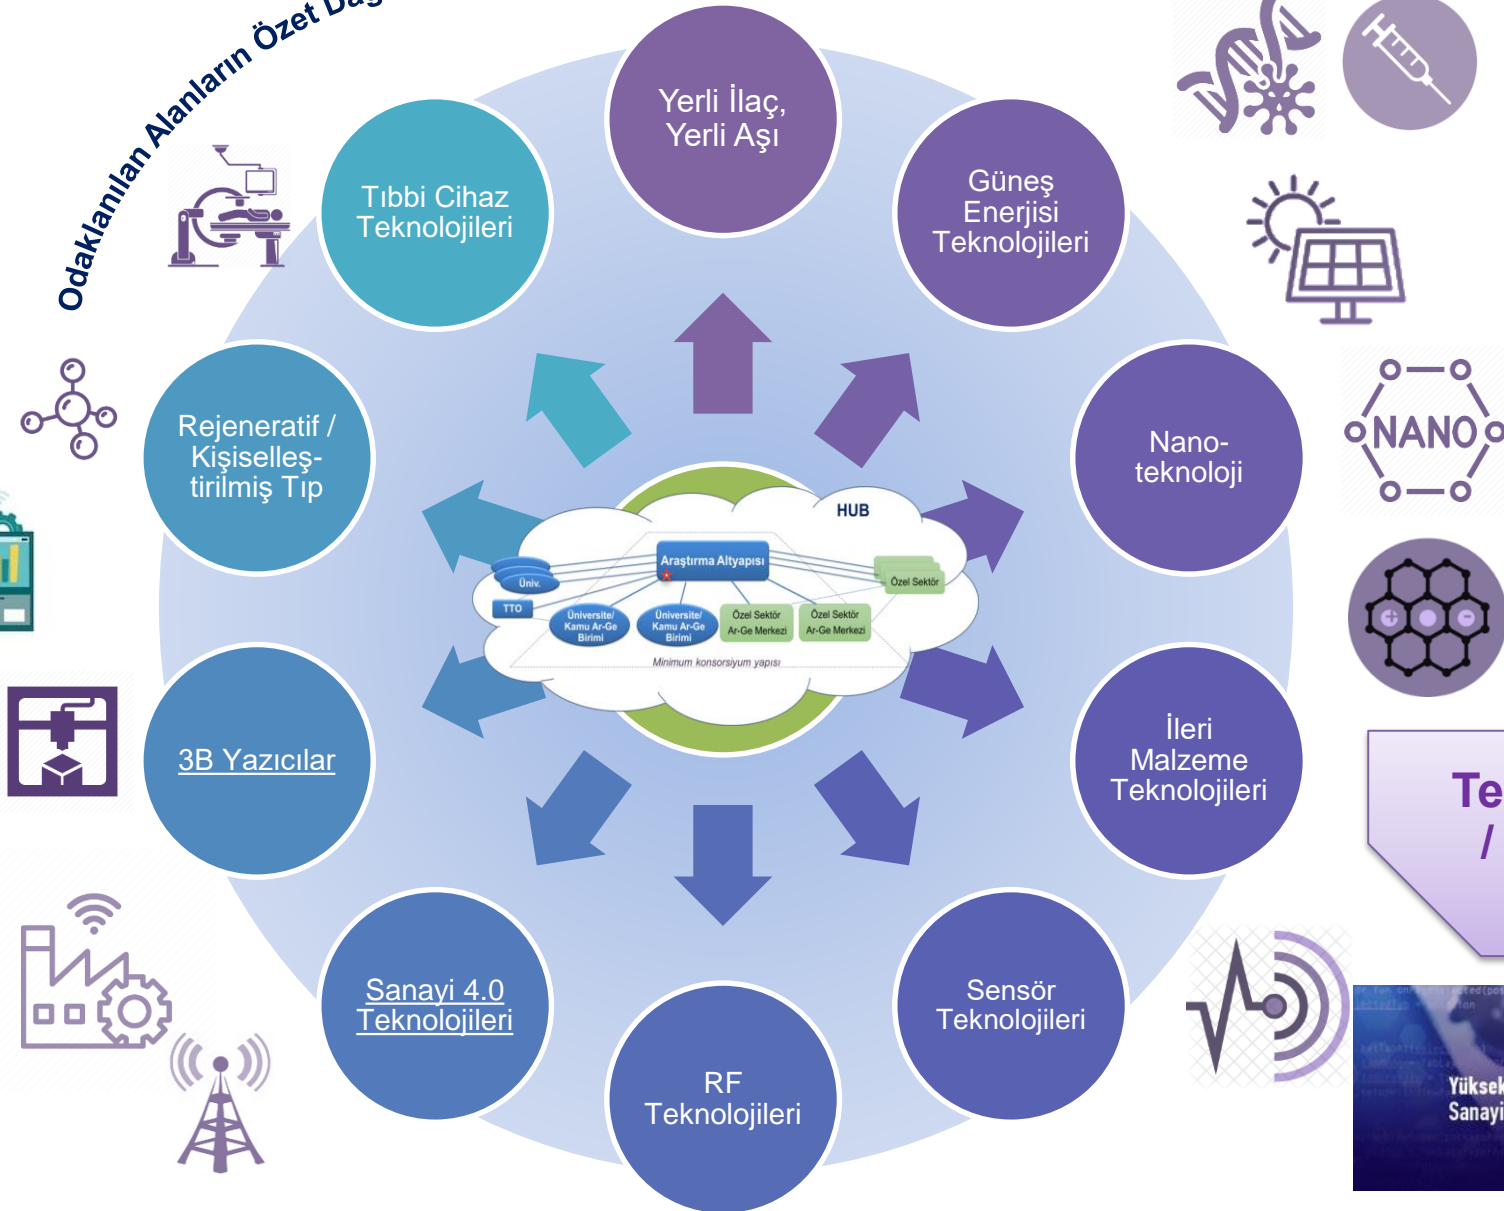 Odaklanılan Alanların Özet
Yerli İlaç,
Yerli Aşı
Güneş
Enerjisi
Teknolojileri
Nano-
teknoloji
NANO
İleri
Malzeme
Teknolojileri
Sensör
Teknolojileri
RF
Teknolojileri
Sanayi 4.0
Teknolojileri
3B Yazıcılar
Rejeneratif /
Kişiselleş-
tirilmiş Tıp
Tıbbi Cihaz
Teknolojileri
HUB
Araştırma Altyapısı
Üniv.
Özel Sektör
TTO
Üniversite/
Kamu Ar-Ge
Birimi
Üniversite/
Kamu Ar-Ge
Birimi
Özel Sektör
Ar-Ge Merkezi
Özel Sektör
Ar-Ge Merkezi
Minimum konsorsiyum yapısı
Te
/
Yüksek
Sanayi